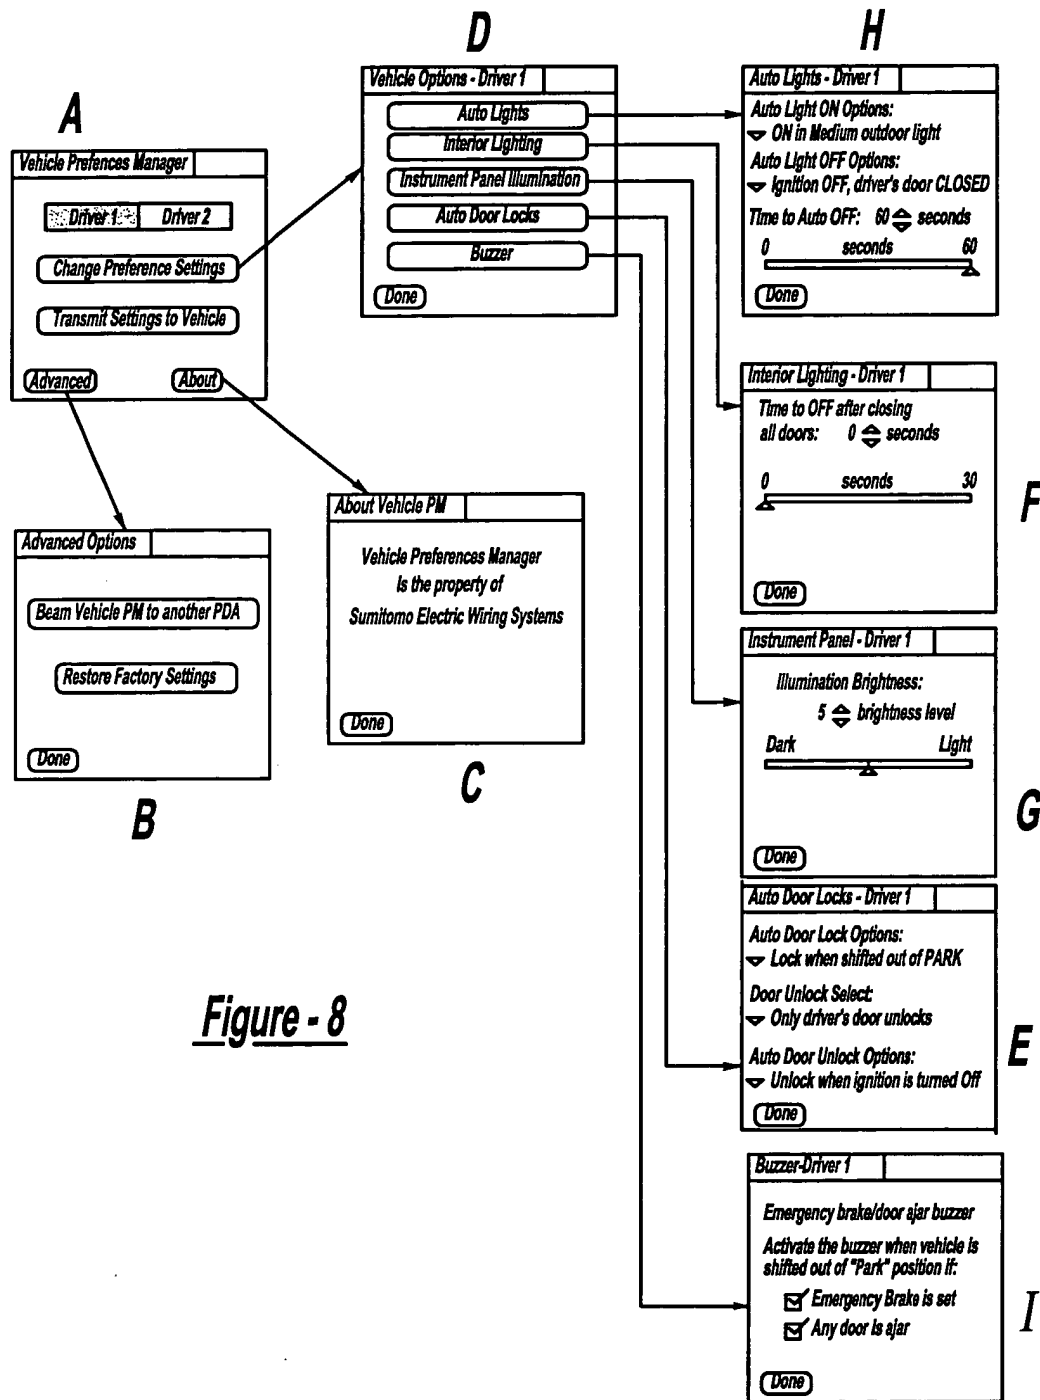 A
Vehicle Prefences Manager
Driver 1 Driver 2
Change Preference Settings
Transmit Settings to Vehicle
Advanced About
Advanced Options
Beam Vehicle PM to another PDA
Restore Factory Settings
Done
B
About Vehicle PM
Vehicle Preferences Manager
Is the property of
Sumitomo Electric Wiring Systems
Done
C
D
Vehicle Options - Driver 1
Auto Lights
Interior Lighting
Instrument Panel Illumination
Auto Door Locks
Buzzer
Done
H
Auto Lights - Driver 1
Auto Light ON Options:
ON in Medium outdoor light
Auto Light OFF Options:
Ignition OFF, driver's door CLOSED
Time to Auto OFF: 60 seconds
0 seconds 60
Done
Interior Lighting - Driver 1
Time to OFF after closing
all doors: 0 seconds
0 seconds 30
Done
F
Instrument Panel - Driver 1
Illumination Brightness:
5 brightness level
Dark Light
Done
G
Auto Door Locks - Driver 1
Auto Door Lock Options:
Lock when shifted out of PARK
Door Unlock Select:
Only driver's door unlocks
Auto Door Unlock Options:
Unlock when ignition is turned Off
Done
E
Buzzer-Driver 1
Emergency brake/door ajar buzzer
Activate the buzzer when vehicle is
shifted out of "Park" position if:
Emergency Brake is set
Any door is ajar
Done
I
Figure - 8